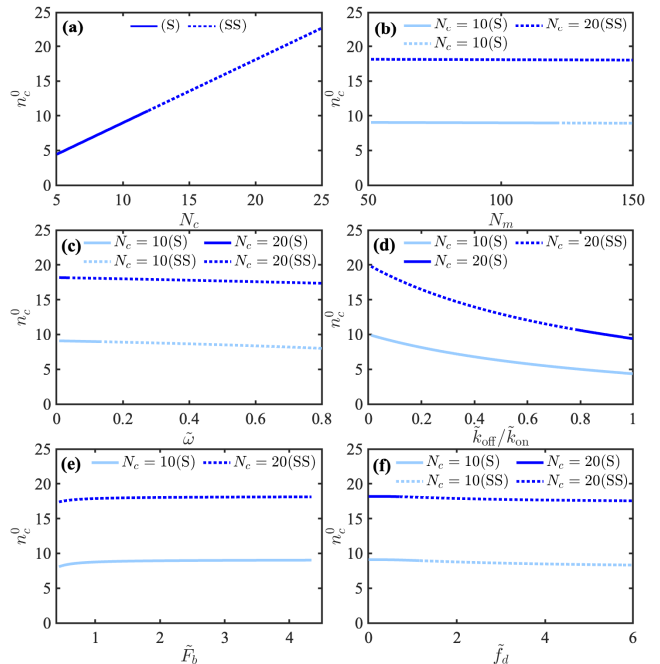 (a) (S) (SS)
25
20
15
10
5
0
n_c^0
5 10 15 20 25
N_c
(b) N_c = 10(S) N_c = 20(SS)
N_c = 10(S)
25
20
15
10
5
0
n_c^0
50 100 150
N_m
(c) N_c = 10(S) N_c = 20(S)
N_c = 10(SS) N_c = 20(SS)
25
20
15
10
5
0
n_c^0
0 0.2 0.4 0.6 0.8
ω̃
(d) N_c = 10(S) N_c = 20(SS)
N_c = 20(S)
25
20
15
10
5
0
n_c^0
0 0.2 0.4 0.6 0.8 1
k̃_off/k̃_on
(e) N_c = 10(S) N_c = 20(SS)
25
20
15
10
5
0
n_c^0
1 2 3 4
F̃_b
(f) N_c = 10(S) N_c = 20(S)
N_c = 10(SS) N_c = 20(SS)
25
20
15
10
5
0
n_c^0
0 2 4 6
f̃_d